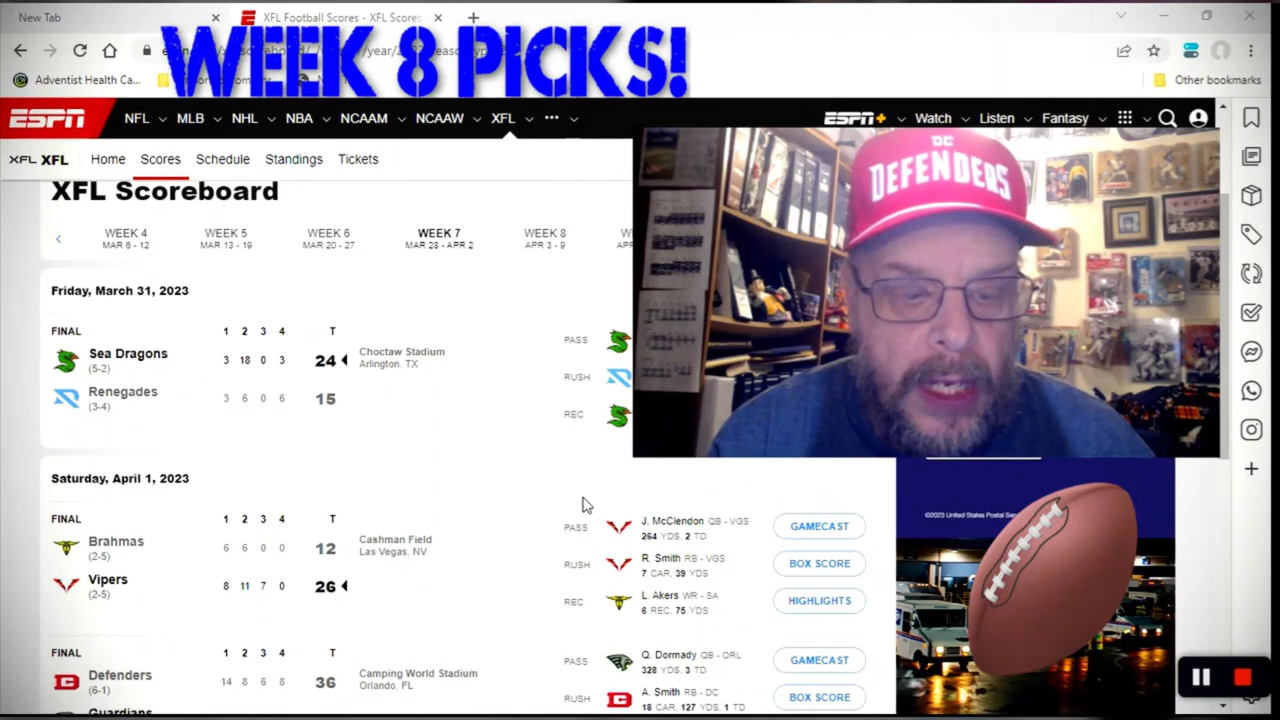 New Tab
XFL Football Scores - XFL Score
WEEK 8 PICKS!
Adventist Health Ca...
Other bookmarks
ESPN NFL MLB NHL NBA NCAAM NCAAW XFL ESPN+ Watch Listen Fantasy
XFL XFL Home Scores Schedule Standings Tickets
XFL Scoreboard
WEEK 4 WEEK 5 WEEK 6 WEEK 7 WEEK 8
MAR 6 - 12 MAR 13 - 19 MAR 20 - 27 MAR 28 - APR 2 APR 3 - 9
DC
DEFENDERS
Friday, March 31, 2023
FINAL 1 2 3 4 T
Sea Dragons 3 18 0 3 24 Choctaw Stadium
(5-2) Arlington, TX
PASS
Renegades 3 6 0 6 15
(3-4)
RUSH
REC
Saturday, April 1, 2023
FINAL 1 2 3 4 T
Brahmas 6 6 0 0 12 Cashman Field
(2-5) Las Vegas, NV
PASS J. McClendon QB - VGS GAMECAST
264 YDS, 2 TD
Vipers 8 11 7 0 26
(2-5)
RUSH R. Smith RB - VGS BOX SCORE
7 CAR, 39 YDS
REC L. Akers WR - SA HIGHLIGHTS
6 REC, 75 YDS
©2023 United States Postal
FINAL 1 2 3 4 T
Defenders 14 8 6 8 36 Camping World Stadium
(6-1) Orlando, FL
PASS Q. Dormady QB - ORL GAMECAST
328 YDS, 3 TD
RUSH A. Smith RB - DC BOX SCORE
18 CAR, 127 YDS, 1 TD
Guardians